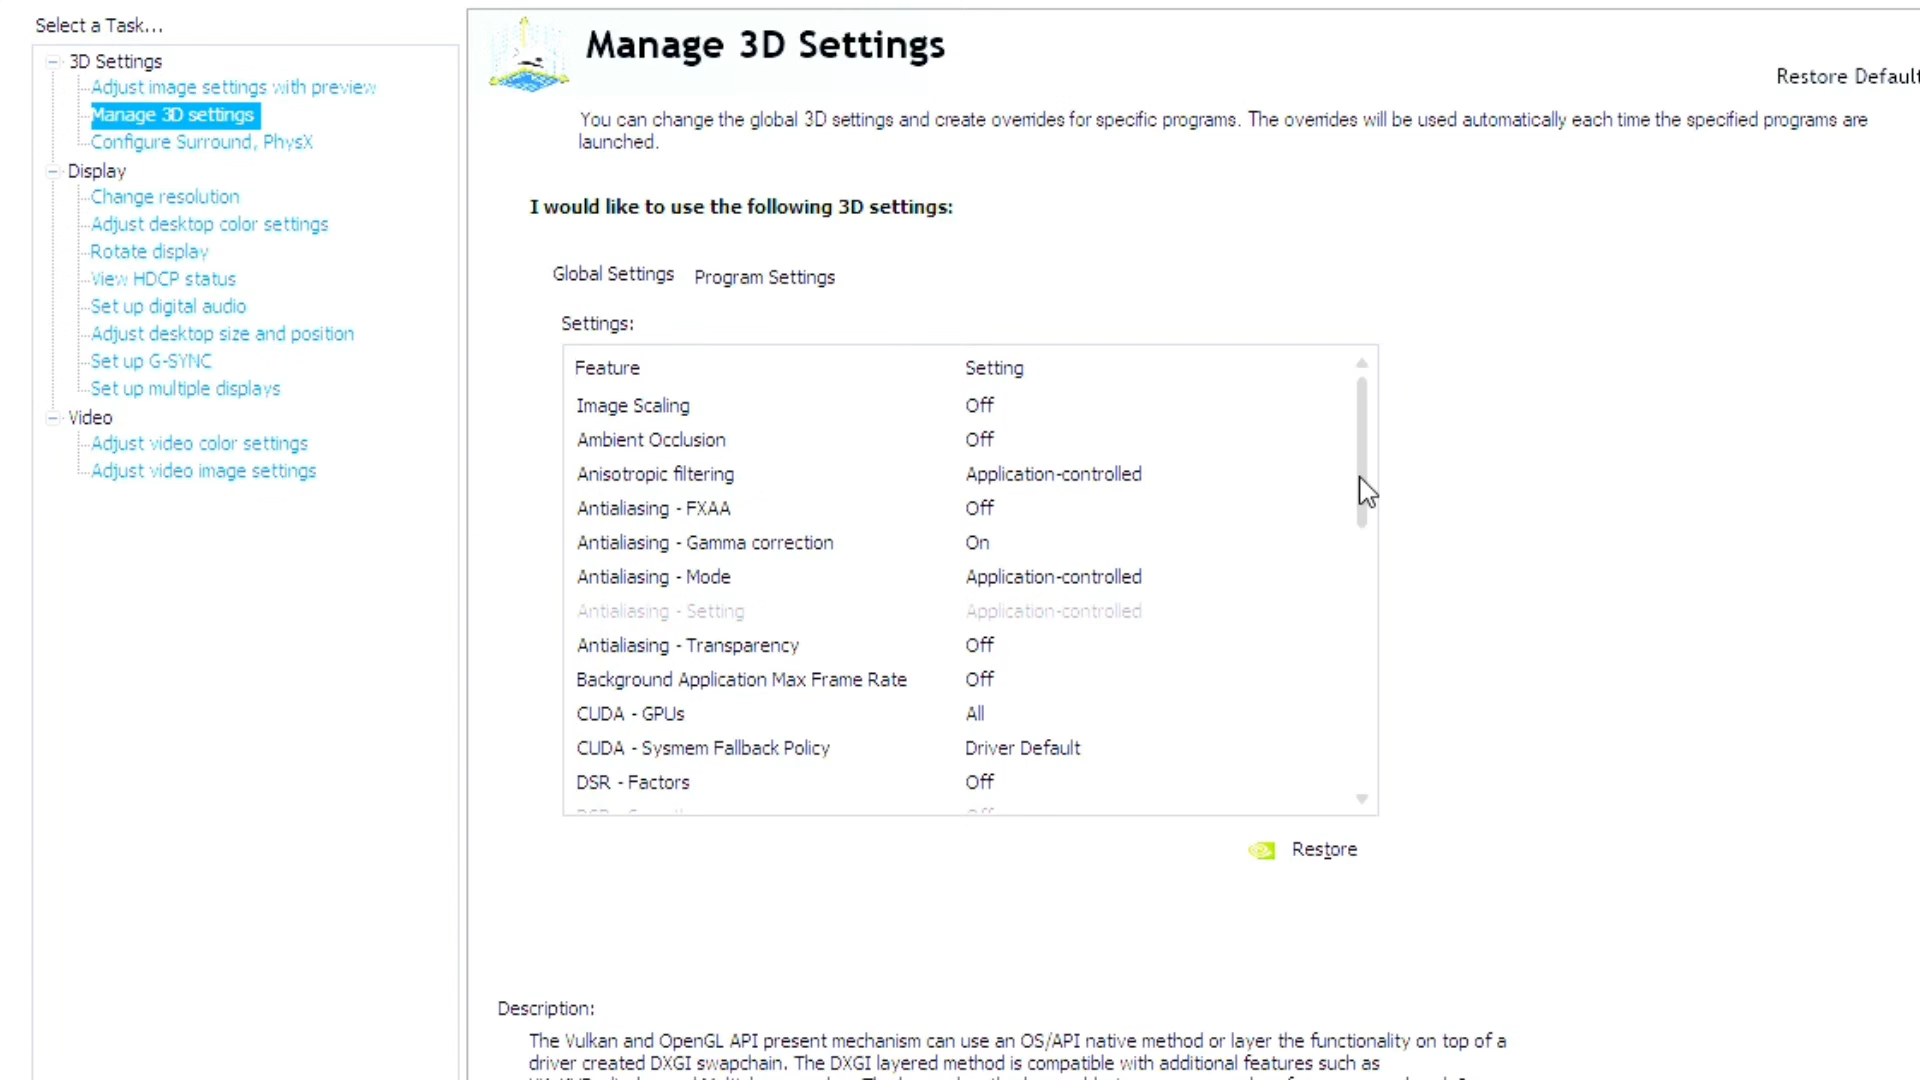 Select a Task...
3D Settings
Adjust image settings with preview
Manage 3D settings
Configure Surround, PhysX
Display
Change resolution
Adjust desktop color settings
Rotate display
View HDCP status
Set up digital audio
Adjust desktop size and position
Set up G-SYNC
Set up multiple displays
Video
Adjust video color settings
Adjust video image settings
Manage 3D Settings
Restore Default
You can change the global 3D settings and create overrides for specific programs. The overrides will be used automatically each time the specified programs are
launched.
I would like to use the following 3D settings:
Global Settings Program Settings
Settings:
Feature Setting
Image Scaling Off
Ambient Occlusion Off
Anisotropic filtering Application-controlled
Antialiasing - FXAA Off
Antialiasing - Gamma correction On
Antialiasing - Mode Application-controlled
Antialiasing - Setting Application-controlled
Antialiasing - Transparency Off
Background Application Max Frame Rate Off
CUDA - GPUs All
CUDA - Sysmem Fallback Policy Driver Default
DSR - Factors Off
Restore
Description:
The Vulkan and OpenGL API present mechanism can use an OS/API native method or layer the functionality on top of a
driver created DXGI swapchain. The DXGI layered method is compatible with additional features such as